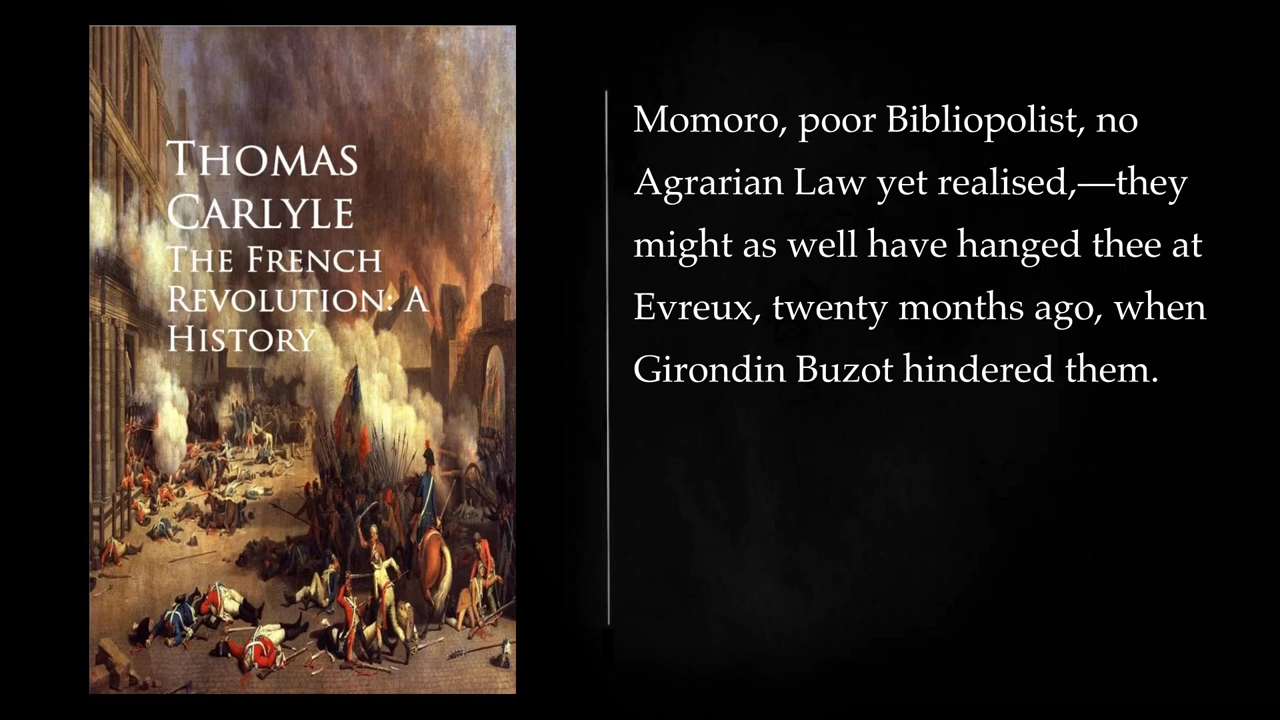 THOMAS
CARLYLE
THE FRENCH
REVOLUTION: A
HISTORY
Momoro, poor Bibliopolist, no
Agrarian Law yet realised,—they
might as well have hanged thee at
Evreux, twenty months ago, when
Girondin Buzot hindered them.